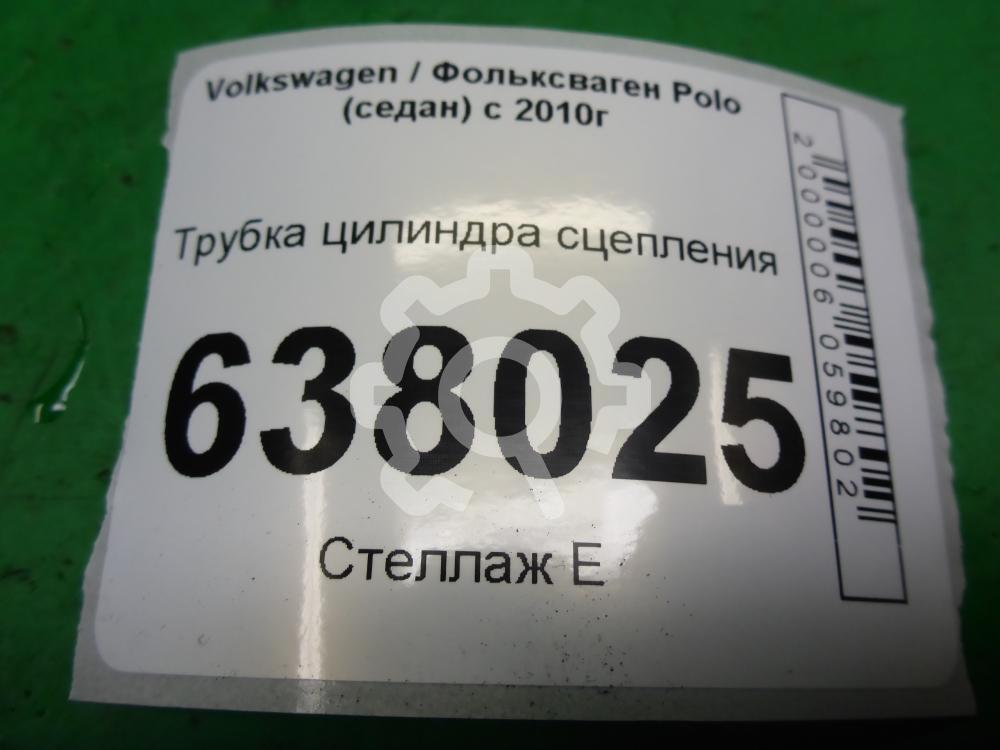 Volkswagen / Фольксваген Polo
(седан) с 2010г
Трубка цилиндра сцепления
638025
Стеллаж Е
2000006059802